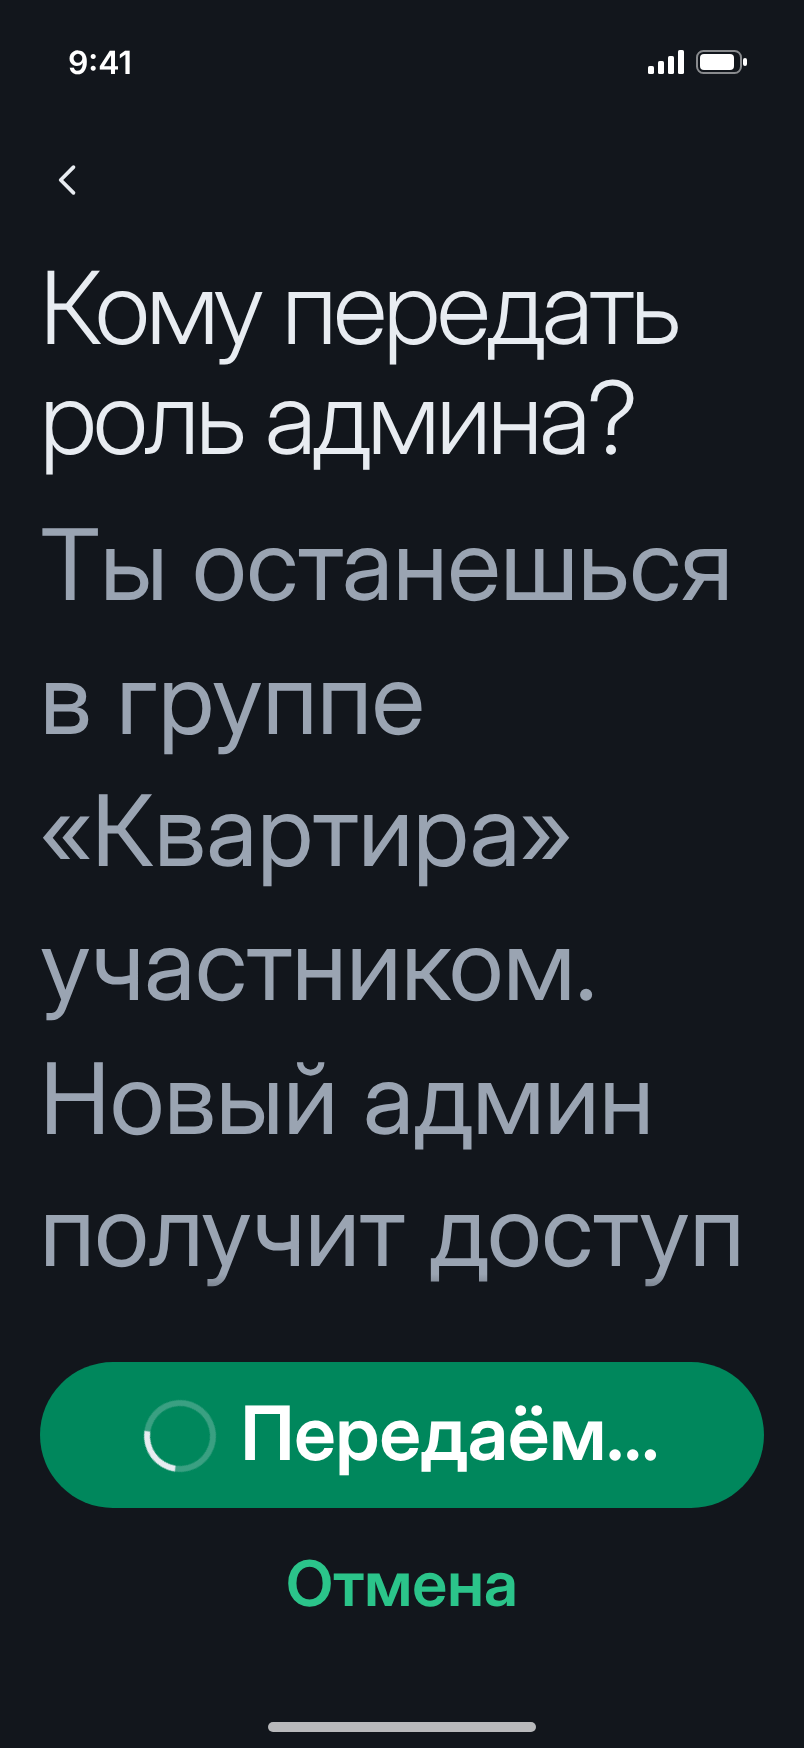 9:41
Кому передать
роль админа?
Ты останешься
в группе
«Квартира»
участником.
Новый админ
получит доступ
Передаём...
Отмена